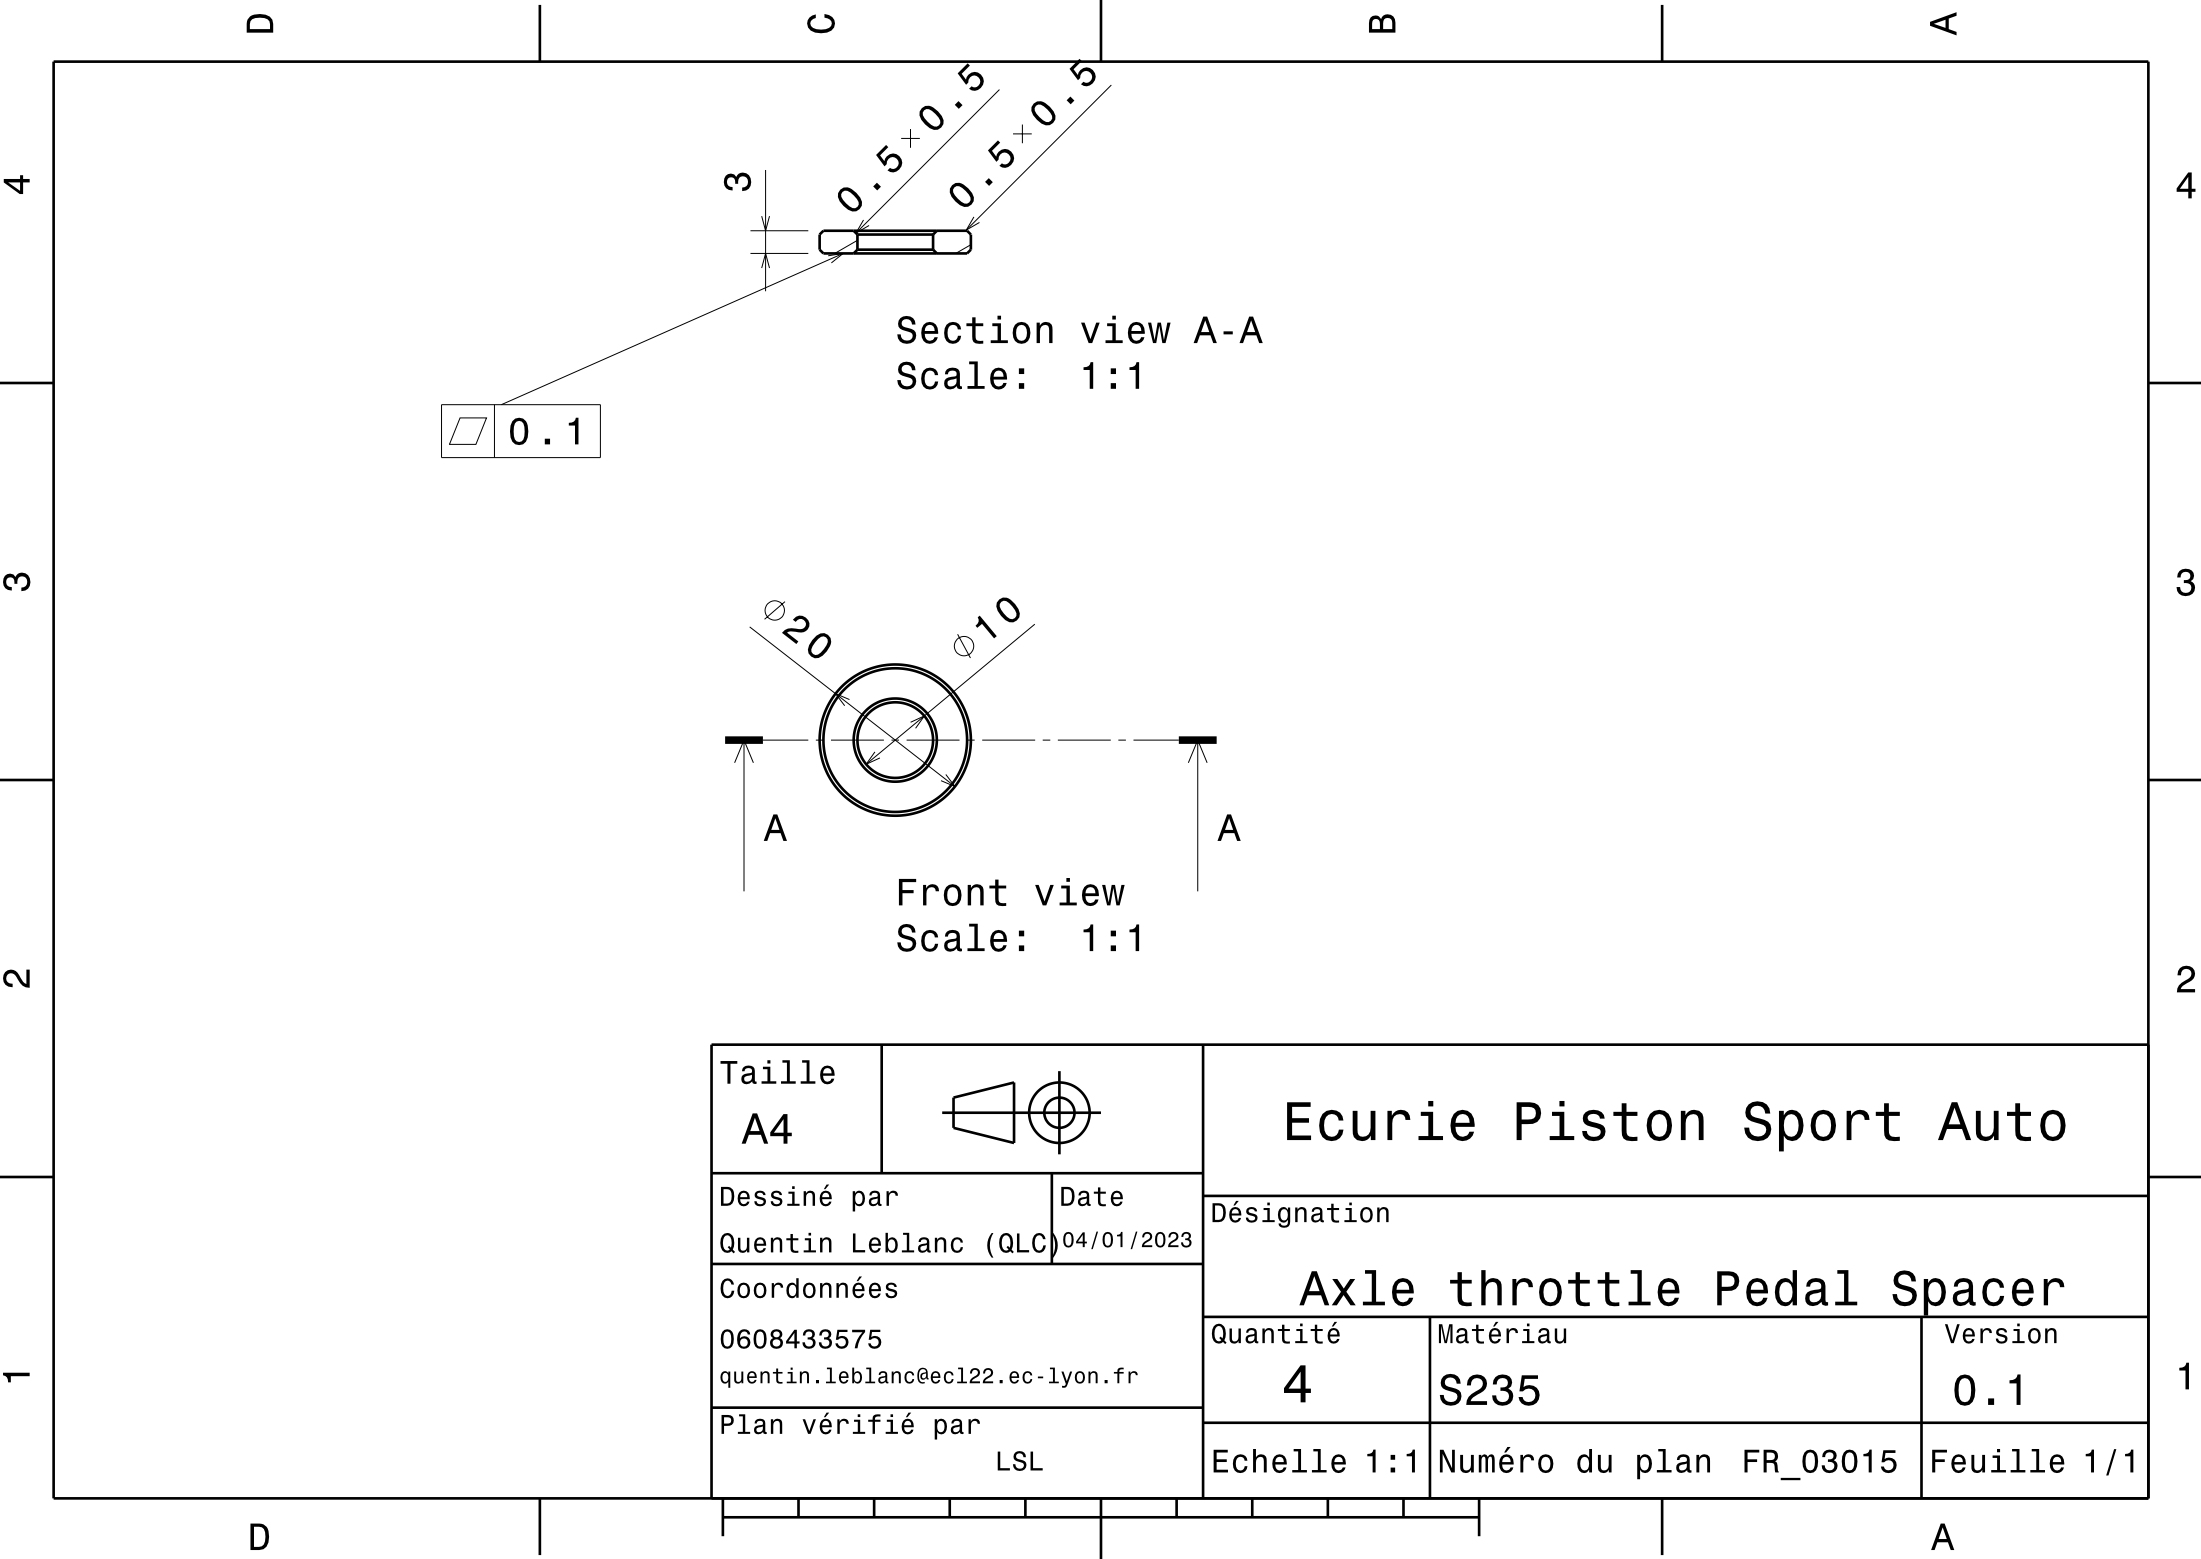 D C B A
4 4
3 3
2 2
1 1
D A
0.5×0.5
0.5×0.5
3
Section view A-A
Scale: 1:1
0.1
⌀20
⌀10
A A
Front view
Scale: 1:1
Taille
A4
Ecurie Piston Sport Auto
Dessiné par
Quentin Leblanc (QLC)
Date
04/01/2023
Désignation
Axle throttle Pedal Spacer
Coordonnées
0608433575
quentin.leblanc@ecl22.ec-lyon.fr
Quantité
4
Matériau
S235
Version
0.1
Plan vérifié par
LSL
Echelle 1:1
Numéro du plan FR_03015
Feuille 1/1